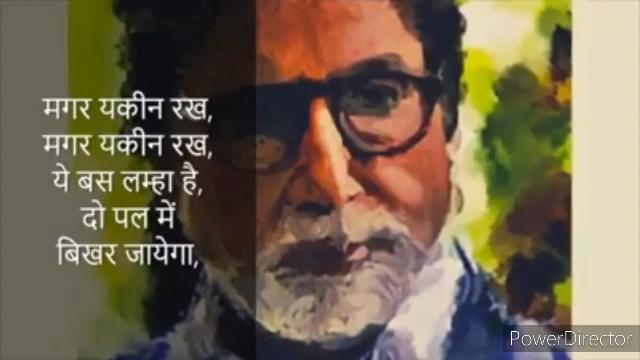 मगर यकीन रख,
मगर यकीन रख,
ये बस लम्हा है,
दो पल में
बिखर जायेगा,
PowerDirector